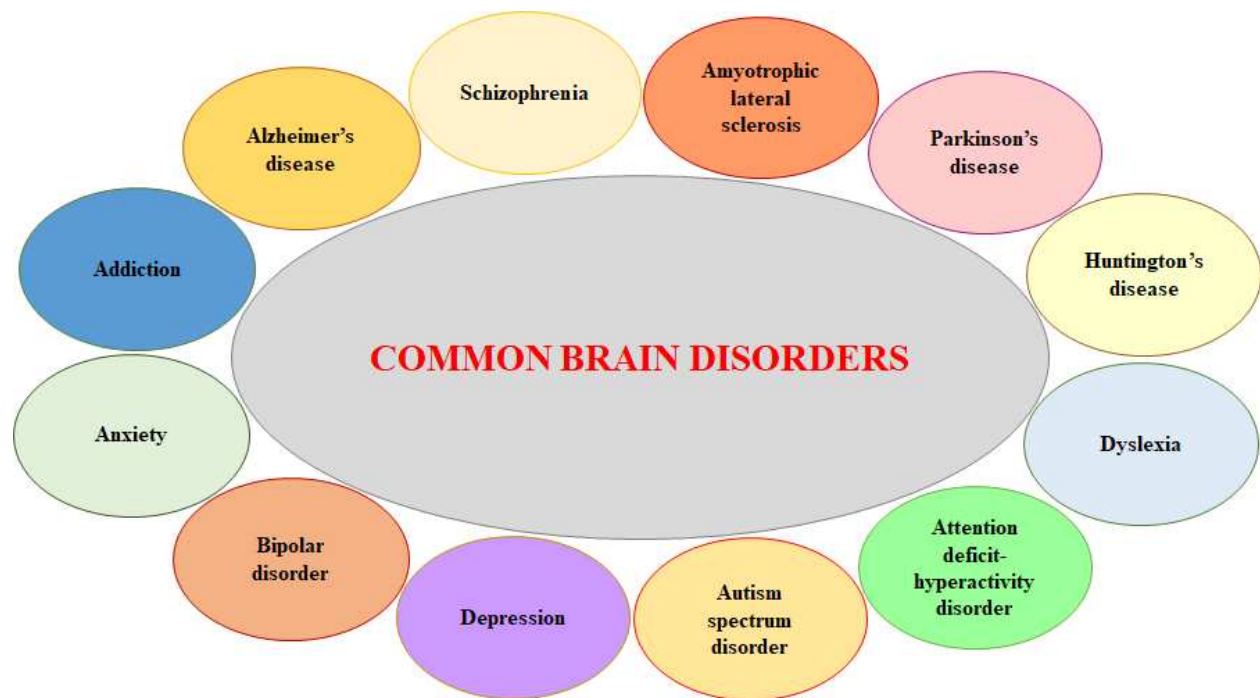 Schizophrenia
Amyotrophic
lateral
sclerosis
Alzheimer’s
disease
Parkinson’s
disease
Addiction
Huntington’s
disease
COMMON BRAIN DISORDERS
Anxiety
Dyslexia
Bipolar
disorder
Attention
deficit-
hyperactivity
disorder
Depression
Autism
spectrum
disorder